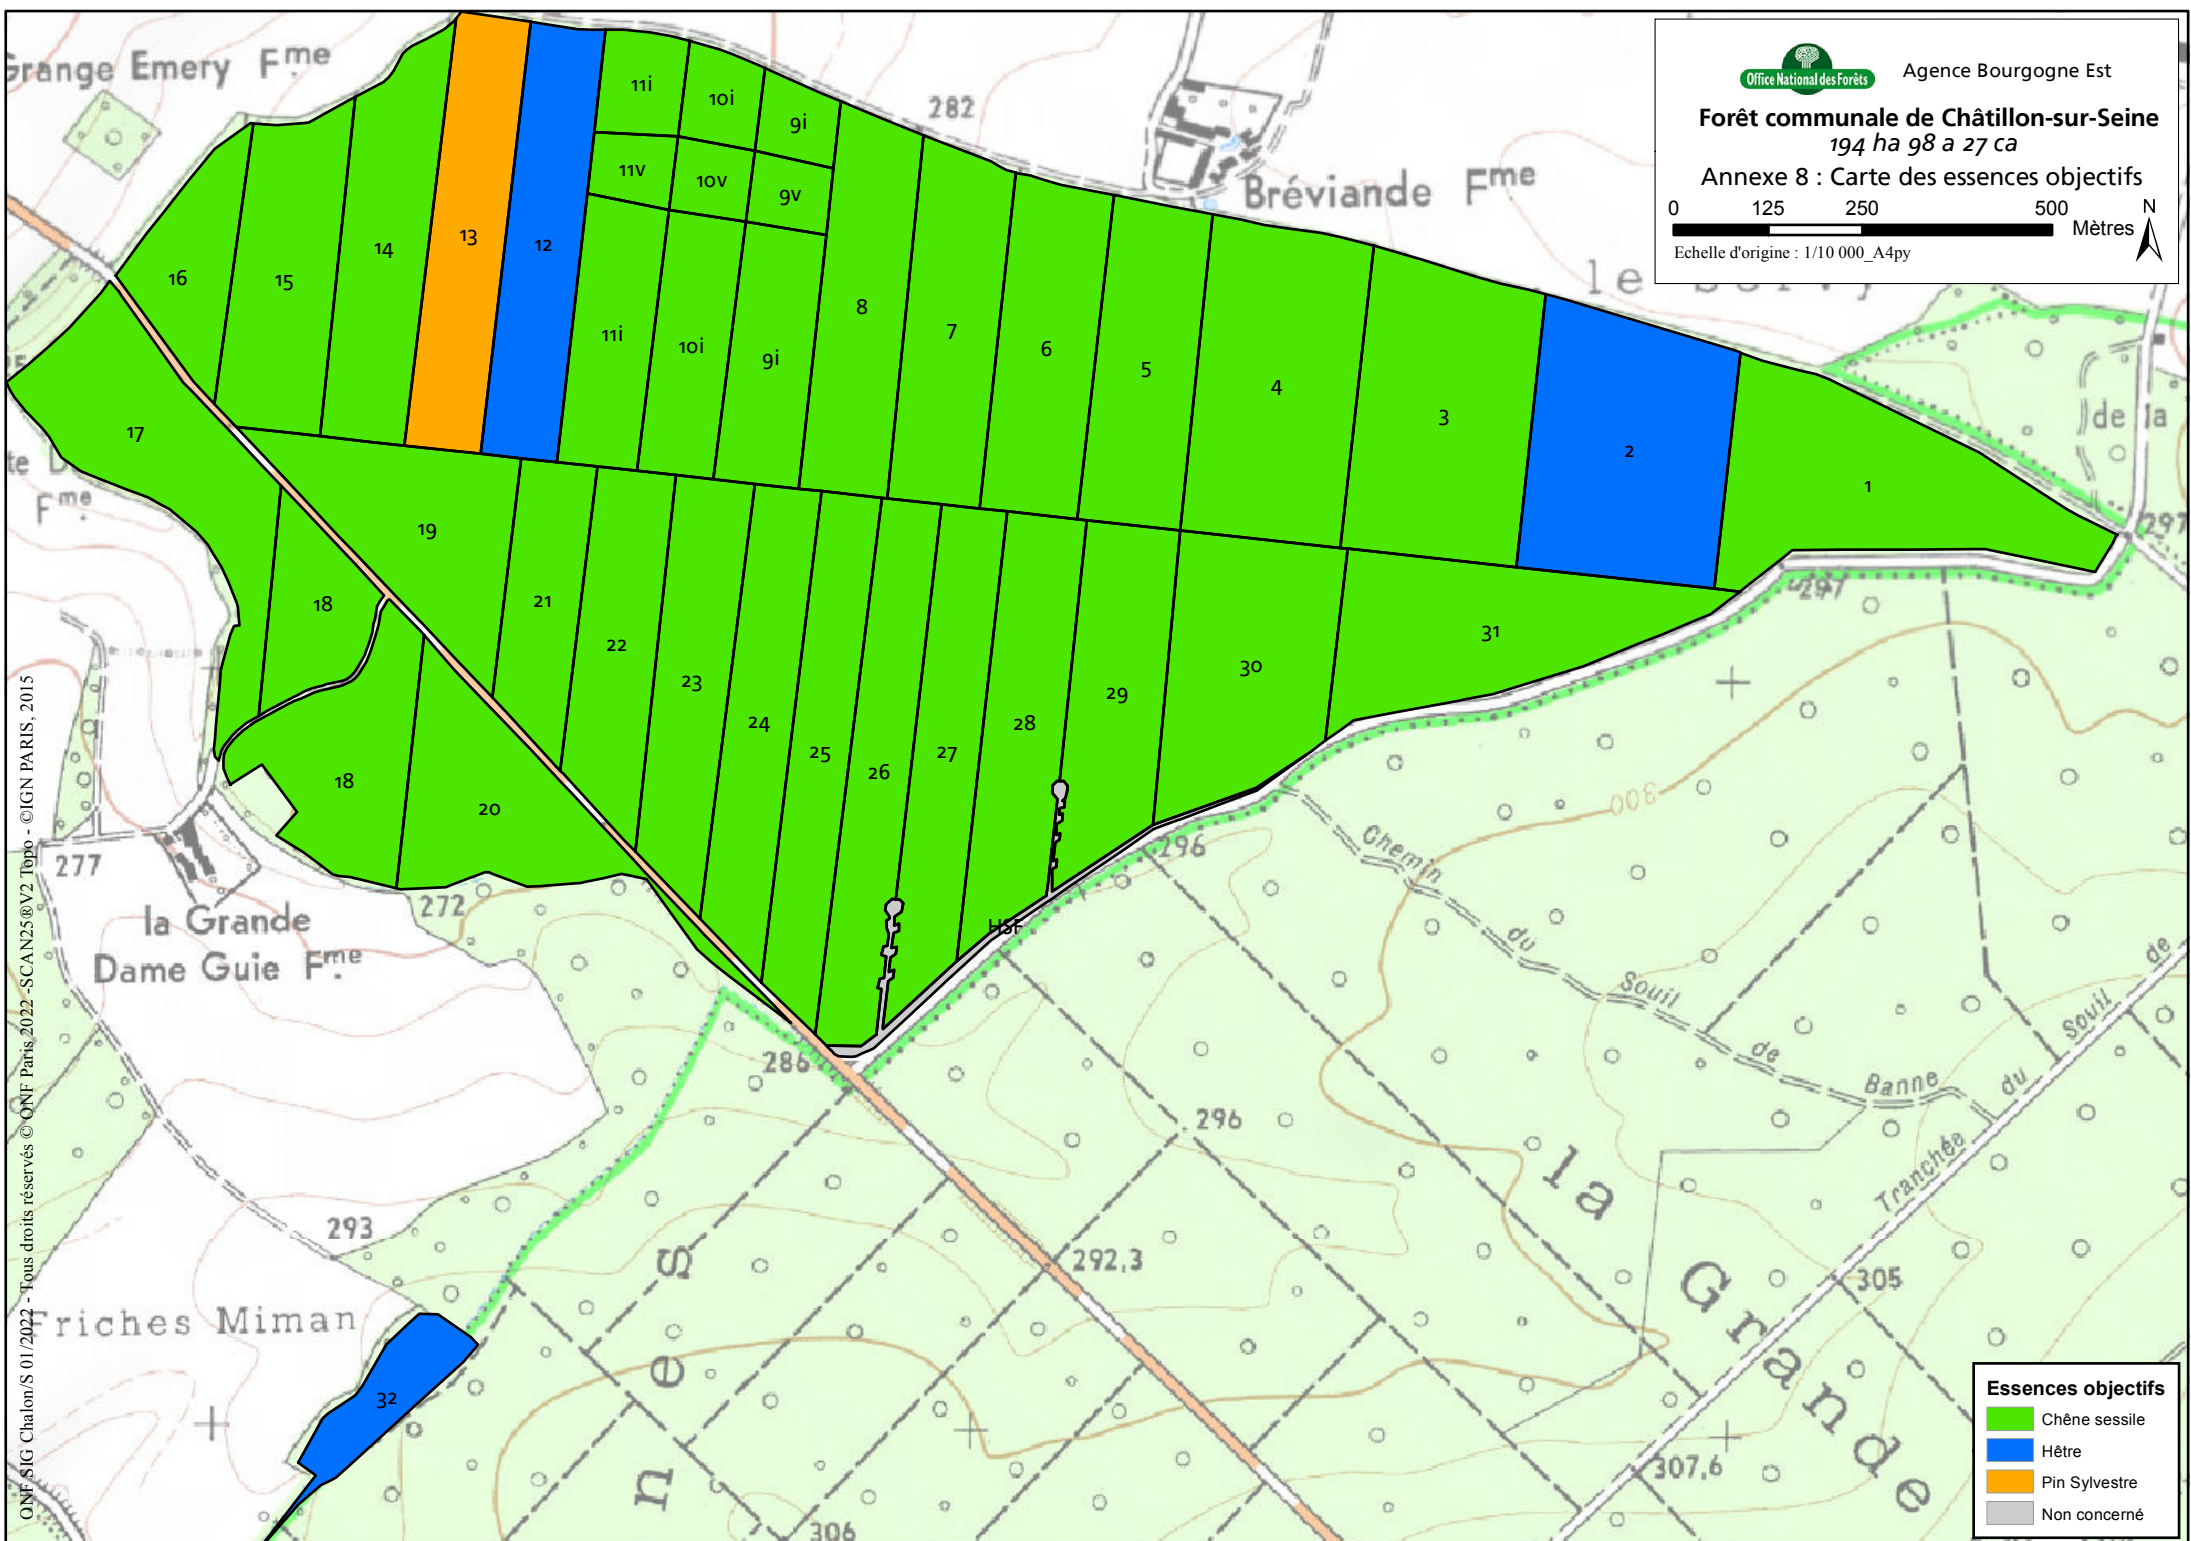 Office National des Forêts
Agence Bourgogne Est
Forêt communale de Châtillon-sur-Seine
194 ha 98 a 27 ca
Annexe 8 : Carte des essences objectifs
0 125 250 500
Mètres
N
Echelle d'origine : 1/10 000_A4py
Grange Emery Fme
282
Bréviande Fme
le
de la
297
297
11i
10i
9i
11v
10v
9v
16
15
14
13
12
11i
10i
9i
8
7
6
5
4
3
2
1
17
Fme
19
18
21
22
23
24
25
26
27
28
29
30
31
18
20
HSF
277
la Grande
Dame Guie Fme
272
286
296
300
Chemin
du
Souil
de
Banne
296
Tranchée
du
Souil
de
la
Grande
293
292,3
305
Friches Miman
32
n e s
306
307,6
Essences objectifs
Chêne sessile
Hêtre
Pin Sylvestre
Non concerné
ONF SIG Chalon/S 01/2022 - Tous droits réservés © ONF Paris 2022 -SCAN25®V2 Topo - ©IGN PARIS, 2015